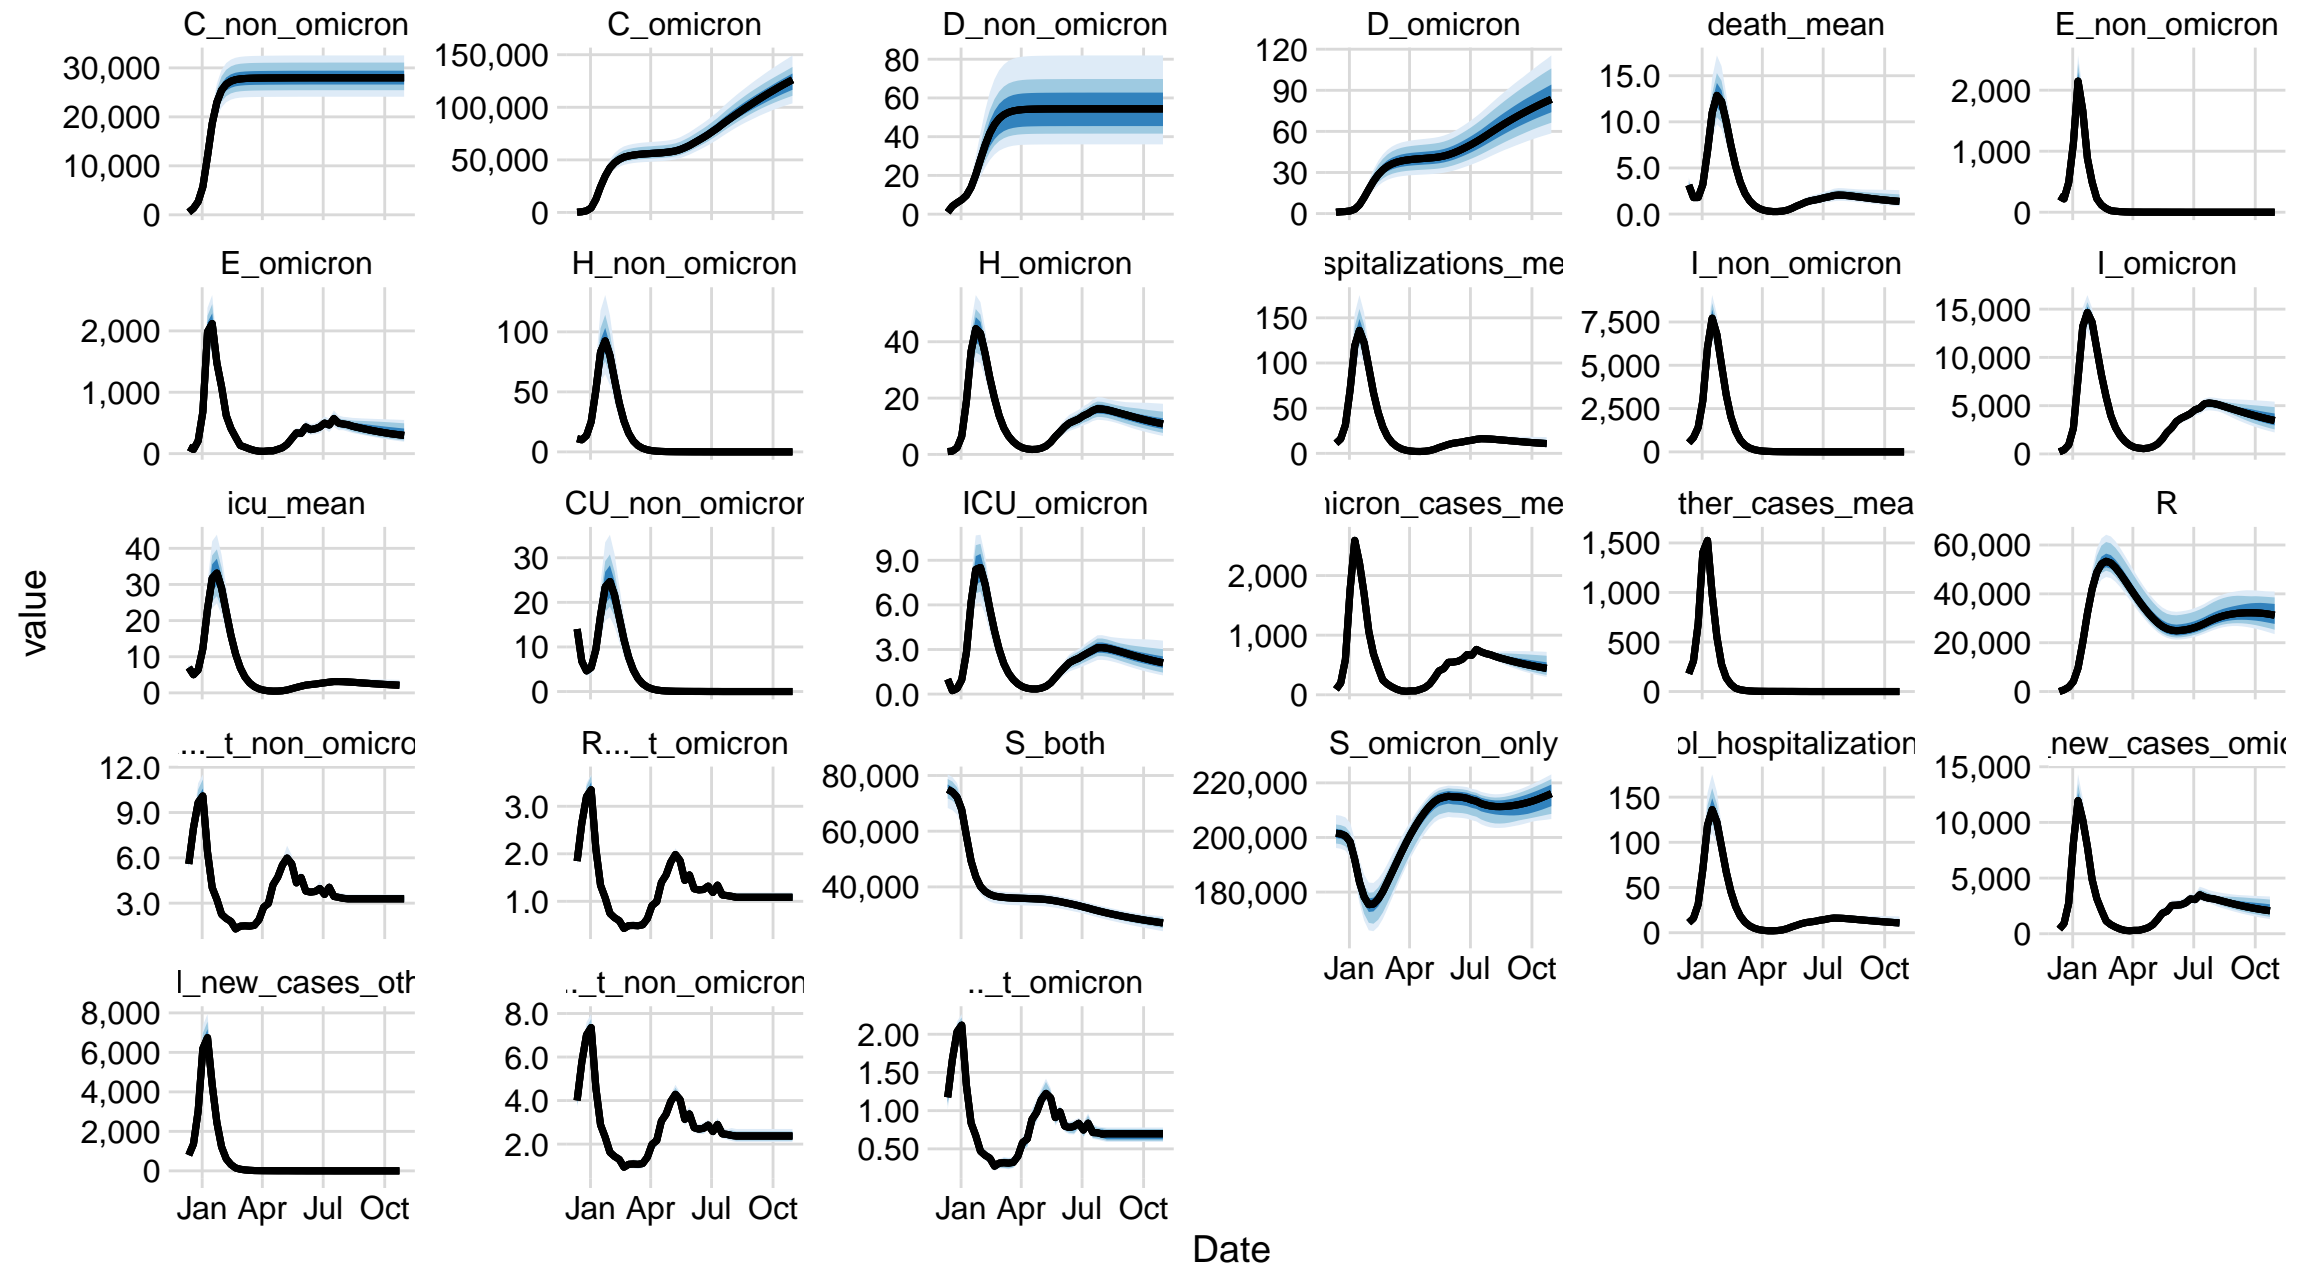 C_non_omicron C_omicron D_non_omicron D_omicron death_mean E_non_omicron
30,000 20,000 10,000 0
150,000 100,000 50,000 0
80 60 40 20 0
120 90 60 30 0
15.0 10.0 5.0 0.0
2,000 1,000 0
E_omicron H_non_omicron H_omicron spitalizations_me I_non_omicron I_omicron
2,000 1,000 0
100 50 0
40 20 0
150 100 50 0
7,500 5,000 2,500 0
15,000 10,000 5,000 0
icu_mean CU_non_omicror ICU_omicron nicron_cases_me ther_cases_mea R
40 30 20 10 0
30 20 10 0
9.0 6.0 3.0 0.0
2,000 1,000 0
1,500 1,000 500 0
60,000 40,000 20,000 0
..._t_non_omicro R..._t_omicron S_both S_omicron_only ol_hospitalization _new_cases_omic
12.0 9.0 6.0 3.0
3.0 2.0 1.0
80,000 60,000 40,000
220,000 200,000 180,000
150 100 50 0
15,000 10,000 5,000 0
Jan Apr Jul Oct
Jan Apr Jul Oct
Jan Apr Jul Oct
l_new_cases_oth .._t_non_omicron .._t_omicron
8,000 6,000 4,000 2,000 0
8.0 6.0 4.0 2.0
2.00 1.50 1.00 0.50
Jan Apr Jul Oct
Jan Apr Jul Oct
Jan Apr Jul Oct
value
Date